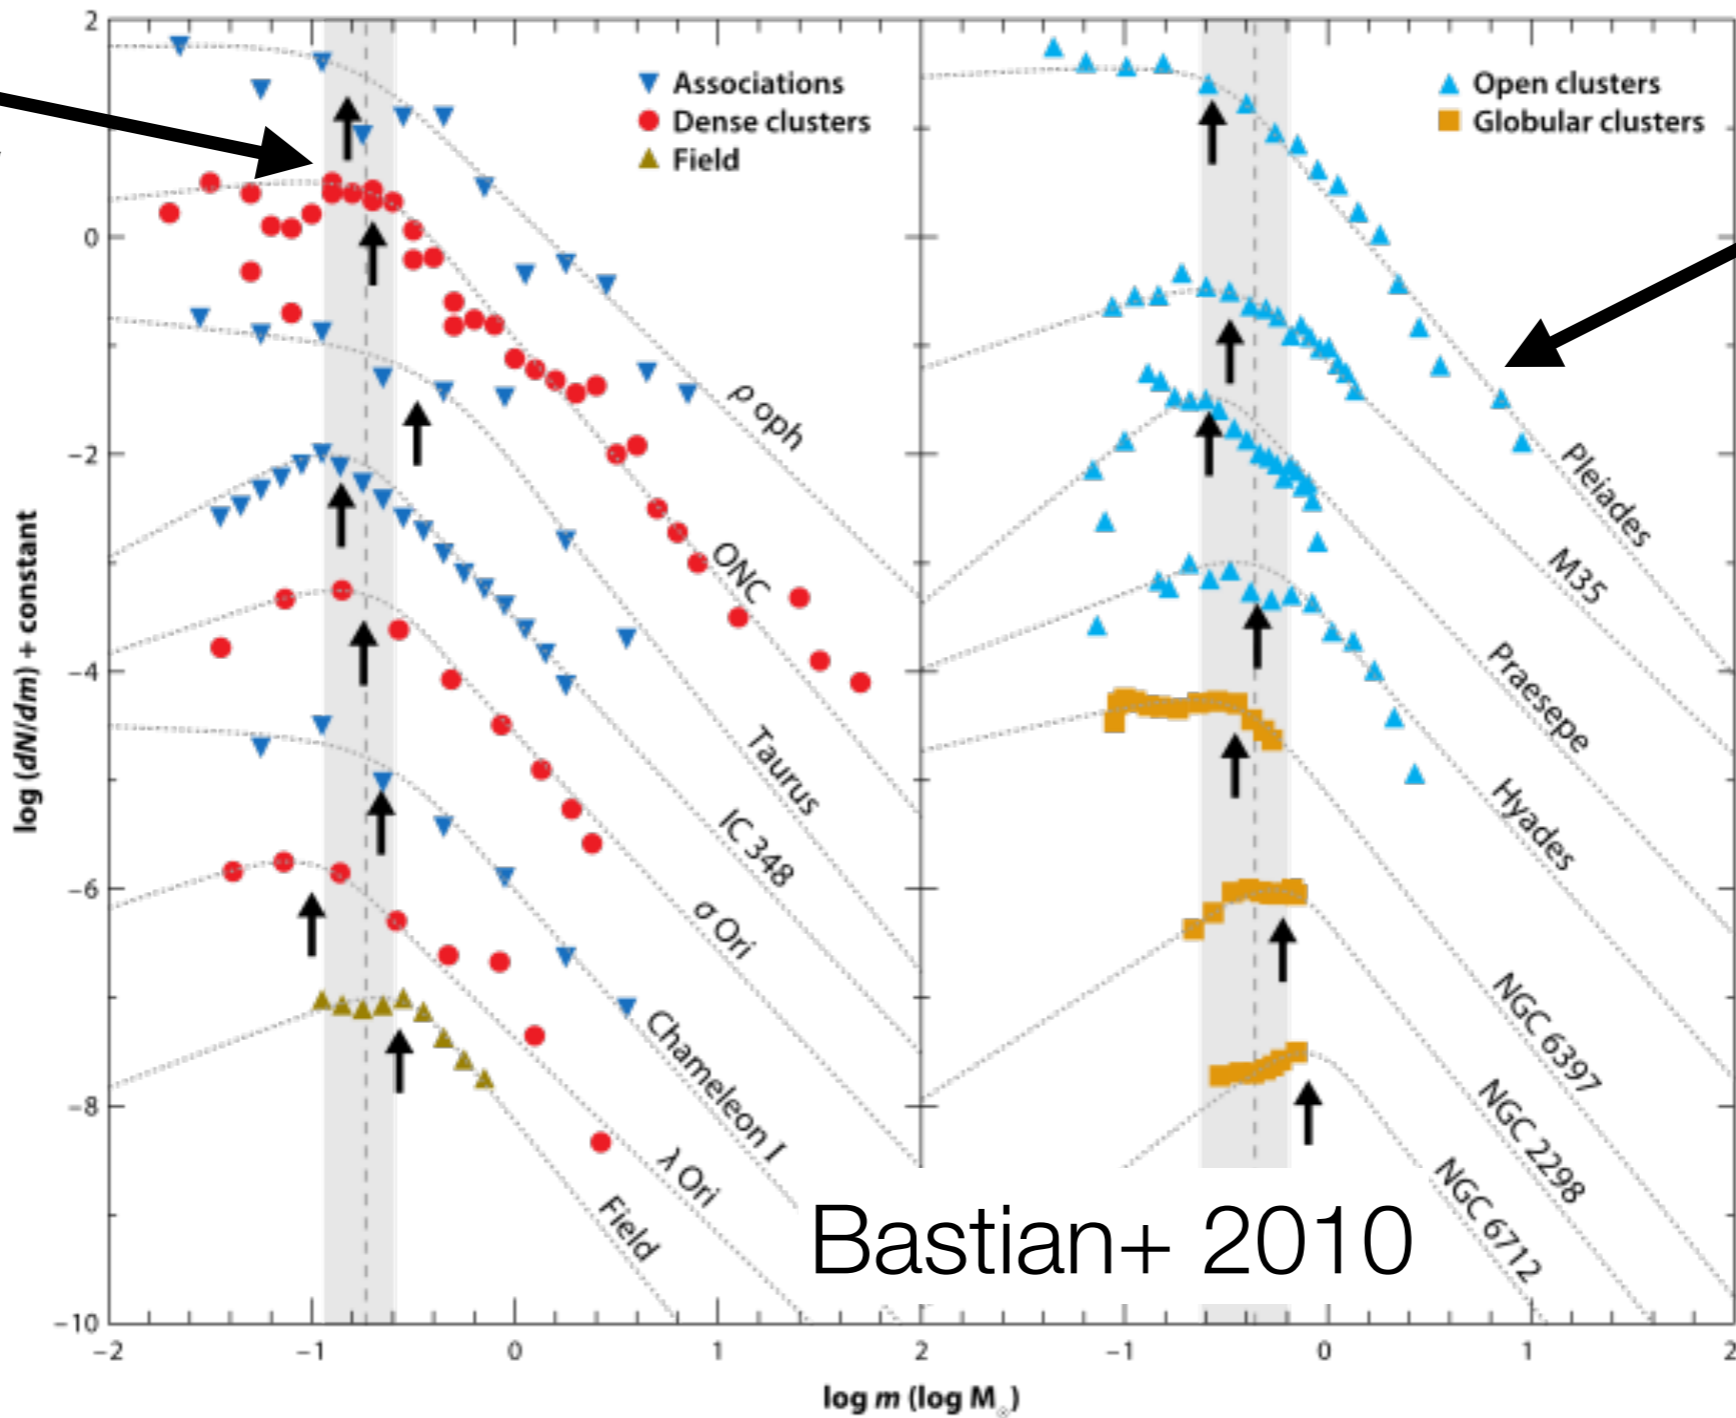 2
0
−2
−4
−6
−8
−10
log (dN/dm) + constant
Associations
Dense clusters
Field
ρ oph
ONC
Taurus
IC 348
σ Ori
Chameleon I
λ Ori
Field
Open clusters
Globular clusters
Pleiades
M35
Praesepe
Hyades
NGC 6397
NGC 2298
NGC 6712
Bastian+ 2010
−2 −1 0 1 2 −1 0 1 2
log m (log M☉)